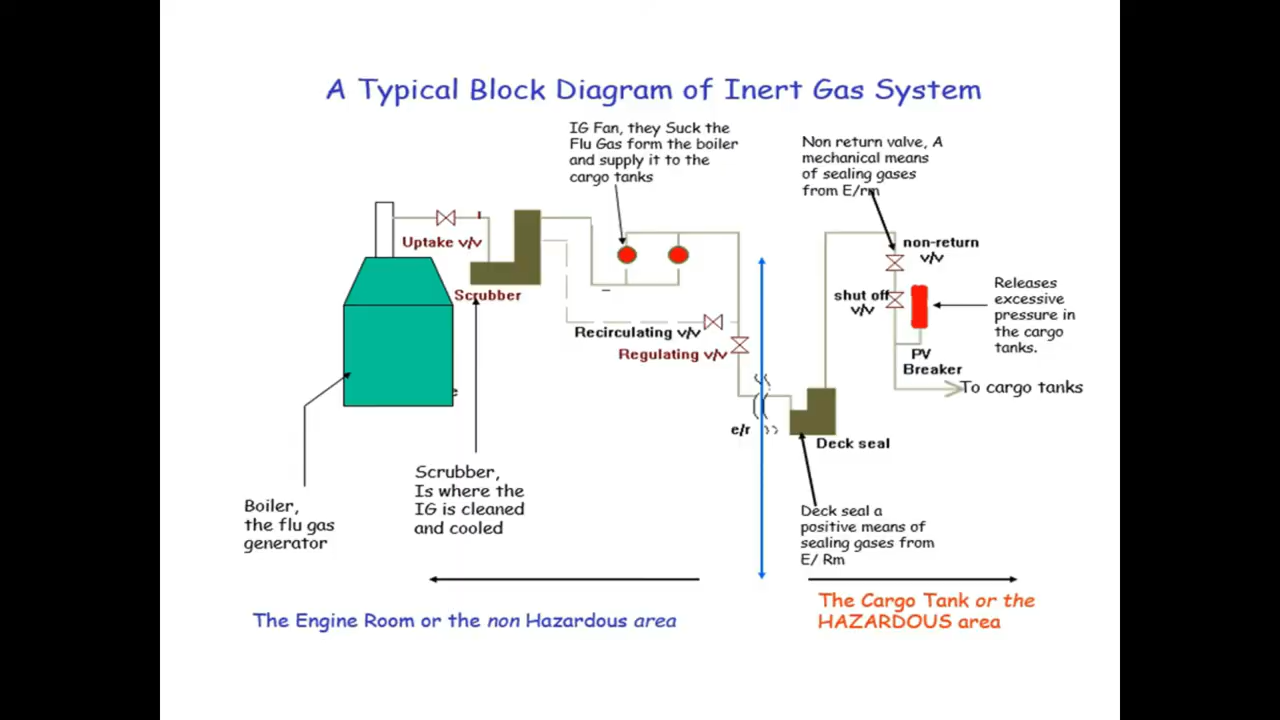 A Typical Block Diagram of Inert Gas System
IG Fan, they Suck the
Flu Gas form the boiler
and supply it to the
cargo tanks
Non return valve, A
mechanical means
of sealing gases
from E/rm
Uptake v/v
Scrubber
non-return
v/v
shut off
v/v
Releases
excessive
pressure in
the cargo
tanks.
Recirculating v/v
Regulating v/v
PV
Breaker
To cargo tanks
e/r
Deck seal
Scrubber,
Is where the
IG is cleaned
and cooled
Boiler,
the flu gas
generator
Deck seal a
positive means of
sealing gases from
E/ Rm
The Engine Room or the non Hazardous area
The Cargo Tank or the
HAZARDOUS area